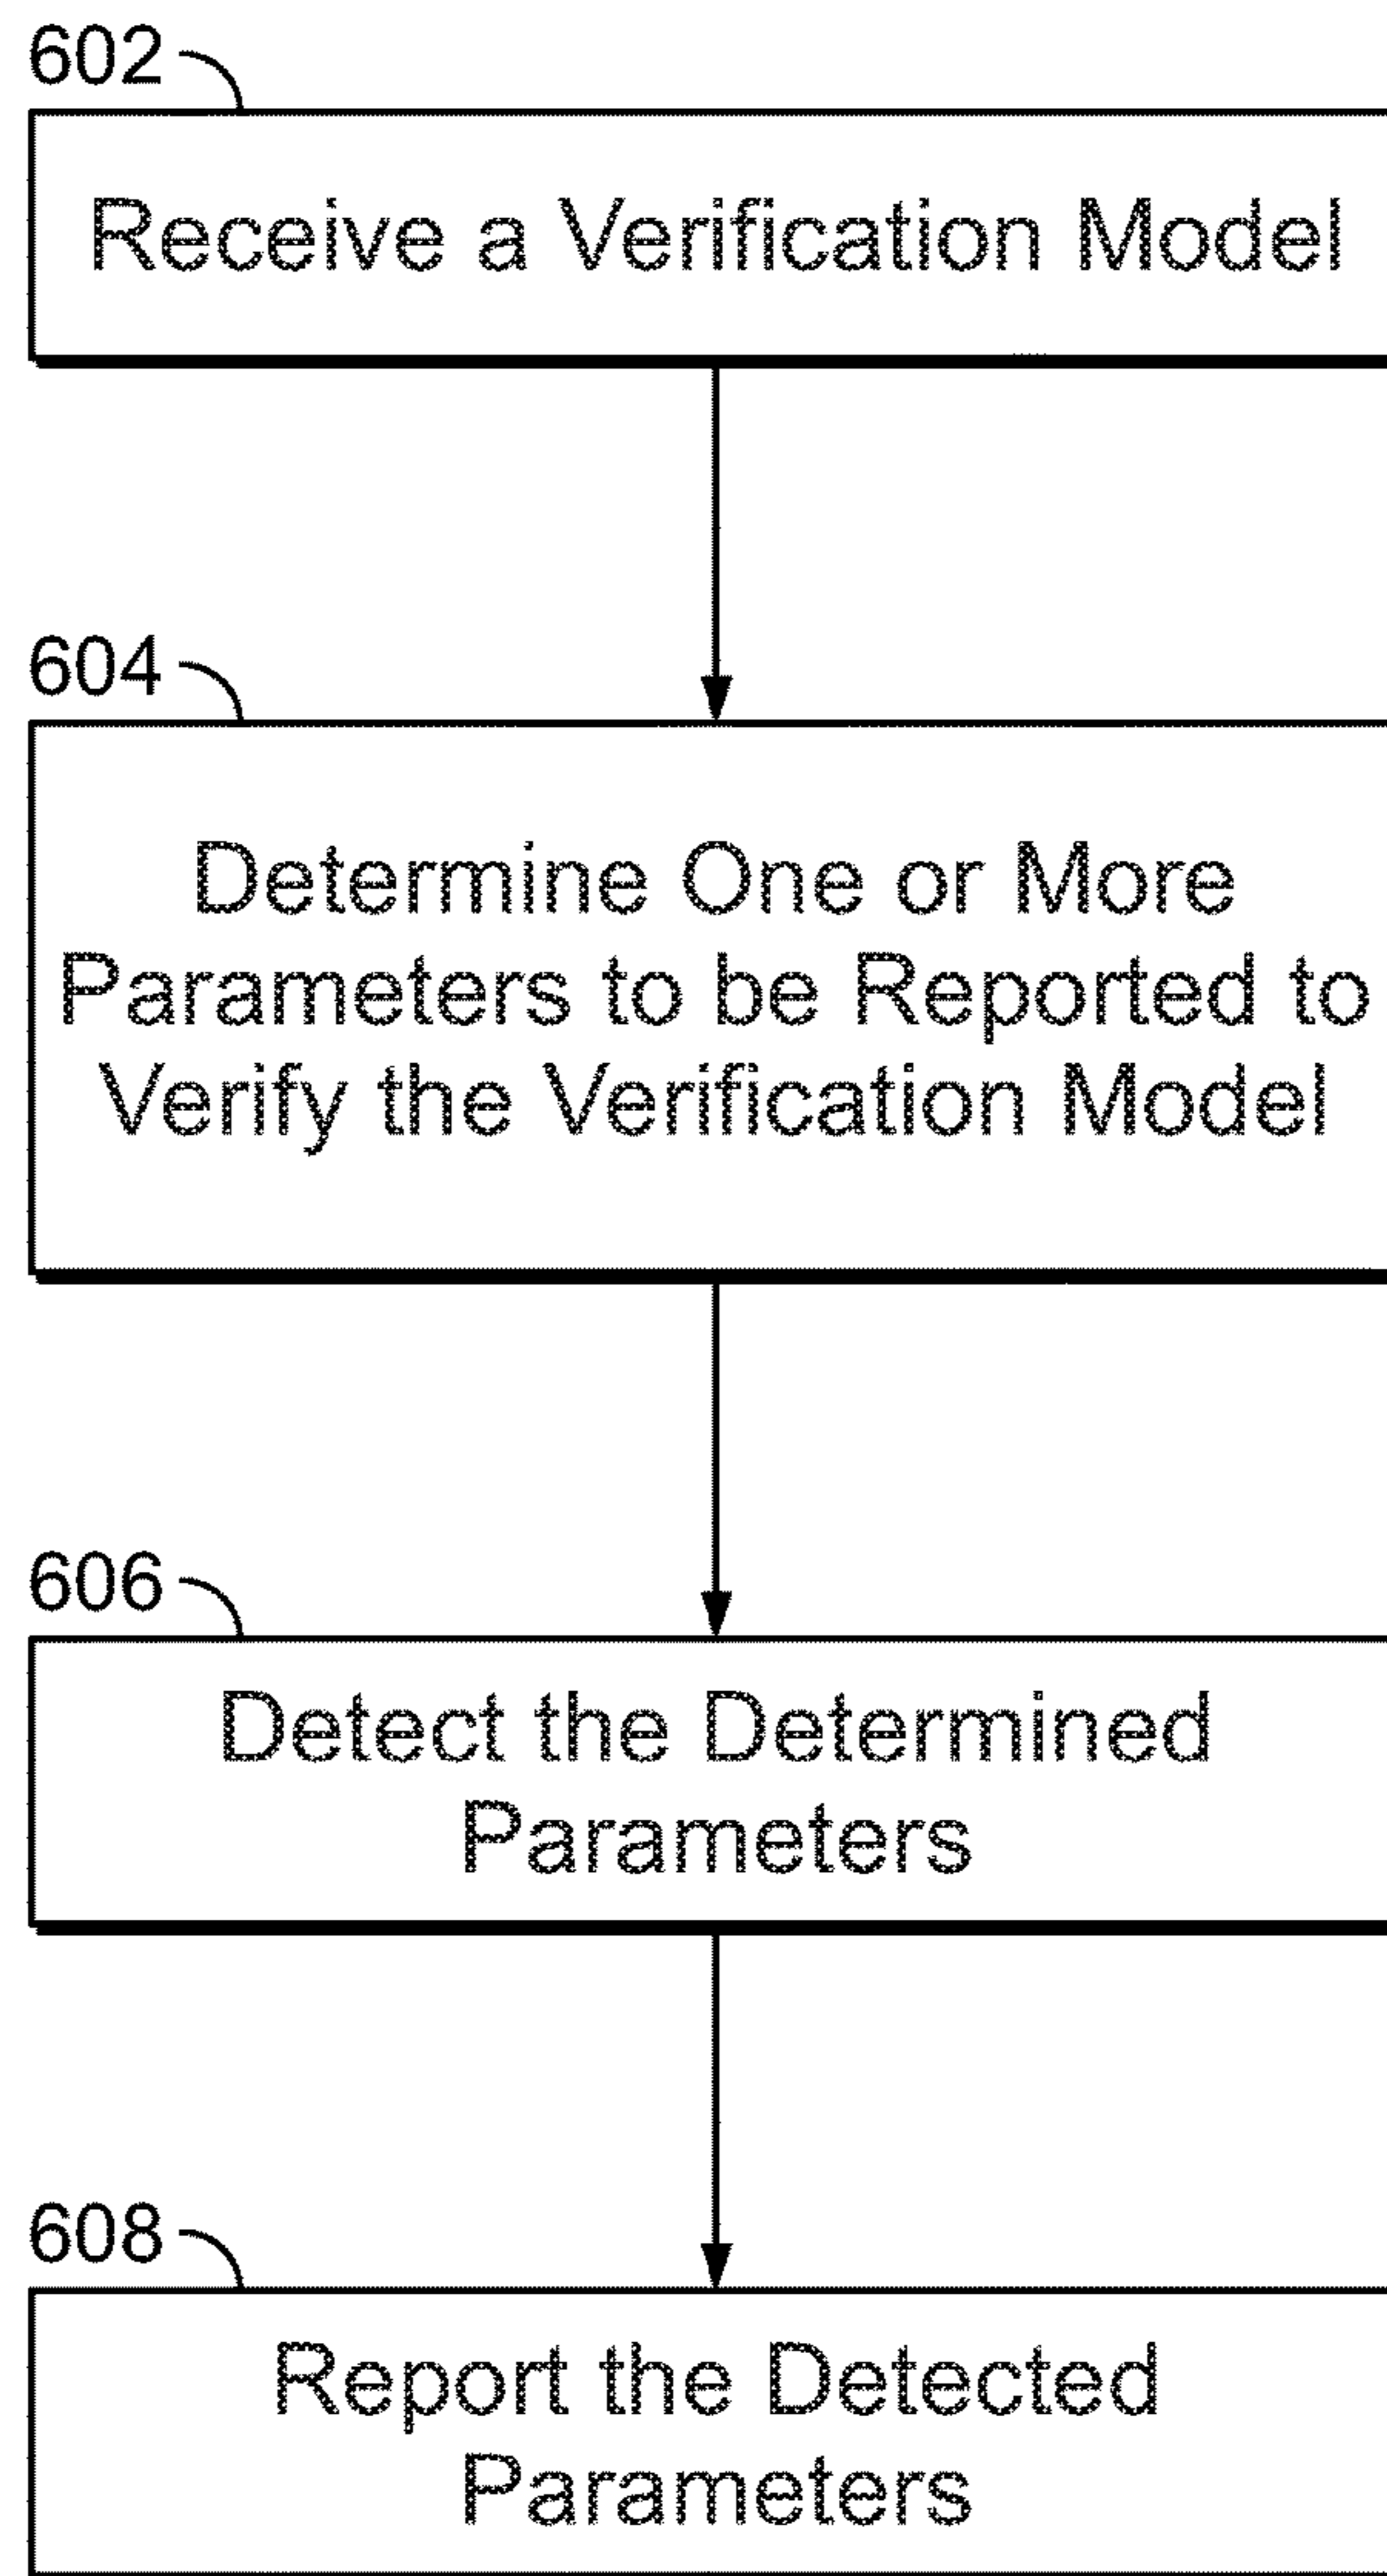 602
Receive a Verification Model
604
Determine One or More
Parameters to be Reported to
Verify the Verification Model
606
Detect the Determined
Parameters
608
Report the Detected
Parameters